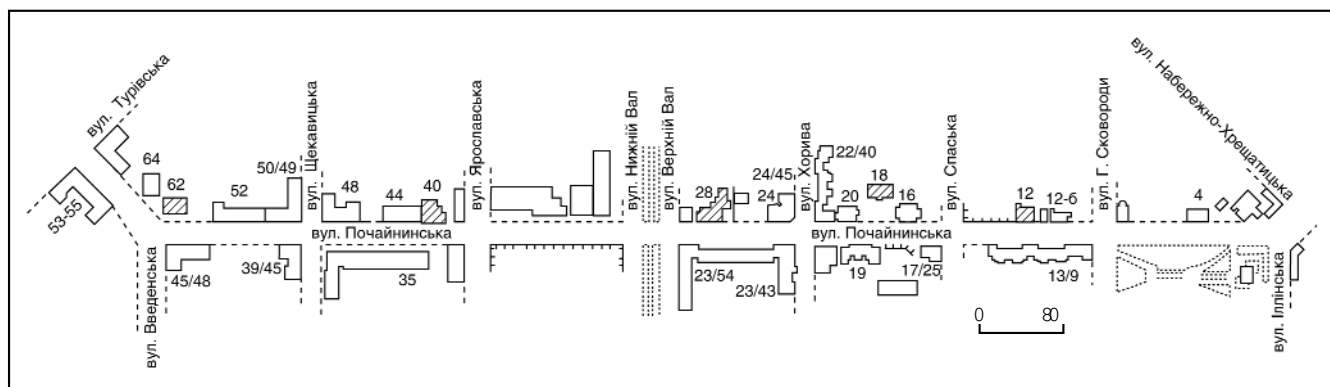 вул. Турівська
вул. Щекавицька
вул. Ярославська
вул. Нижній Вал
вул. Верхній Вал
вул. Хорива
вул. Спаська
вул. Г. Сковороди
вул. Набережно-Хрещатицька
64
62
52
50/49
48
44
40
28
24
24/45
22/40
20
18
16
12
12-б
4
53-55
вул. Почайнинська
вул. Почайнинська
вул. Введенська
45/48
39/45
35
23/54
23/43
19
17/25
13/9
вул. Іллінська
0 80